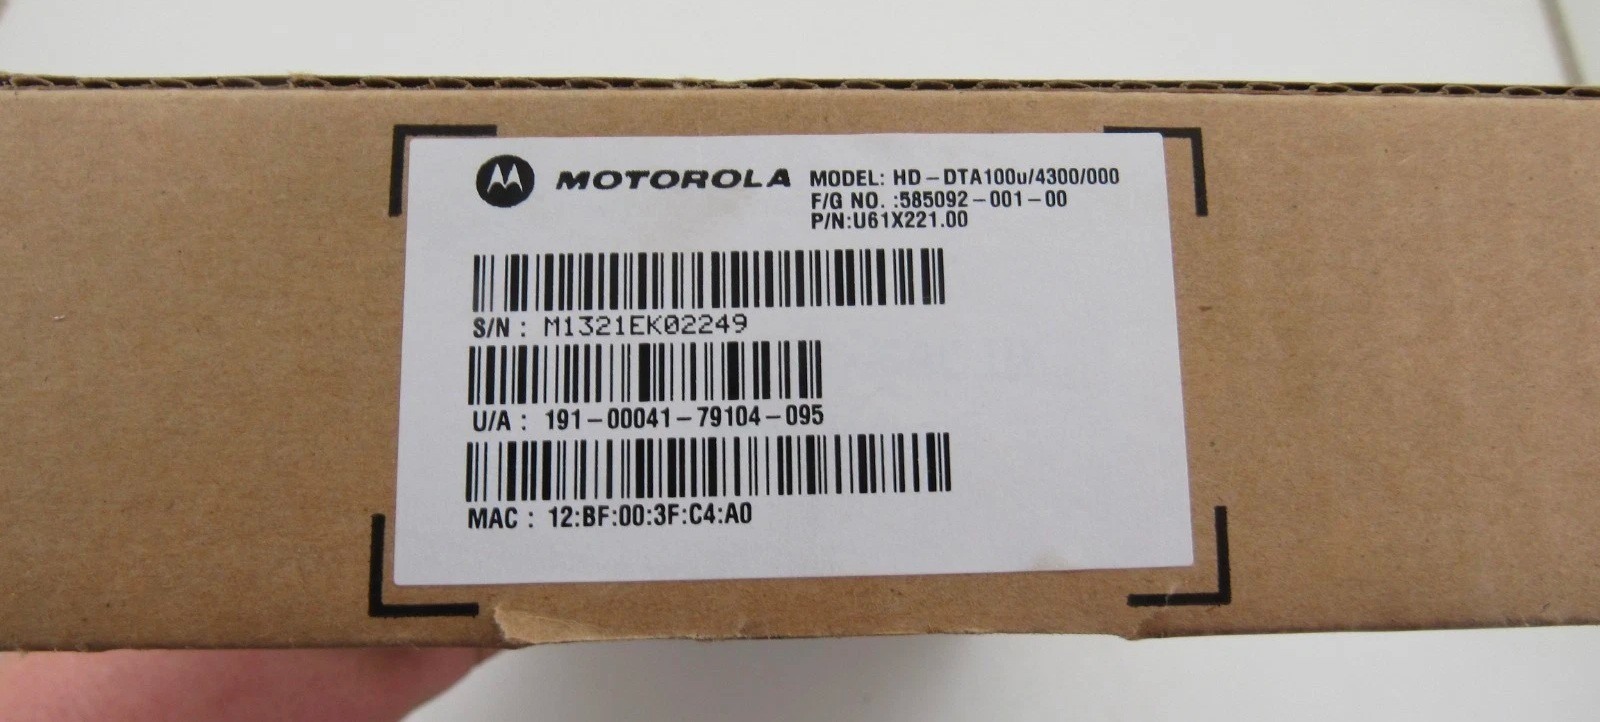 MOTOROLA MODEL: HD-DTA100u/4300/000
F/G NO. :585092-001-00
P/N:U61X221.00
S/N : M1321EK02249
U/A : 191-00041-79104-095
MAC : 12:BF:00:3F:C4:A0